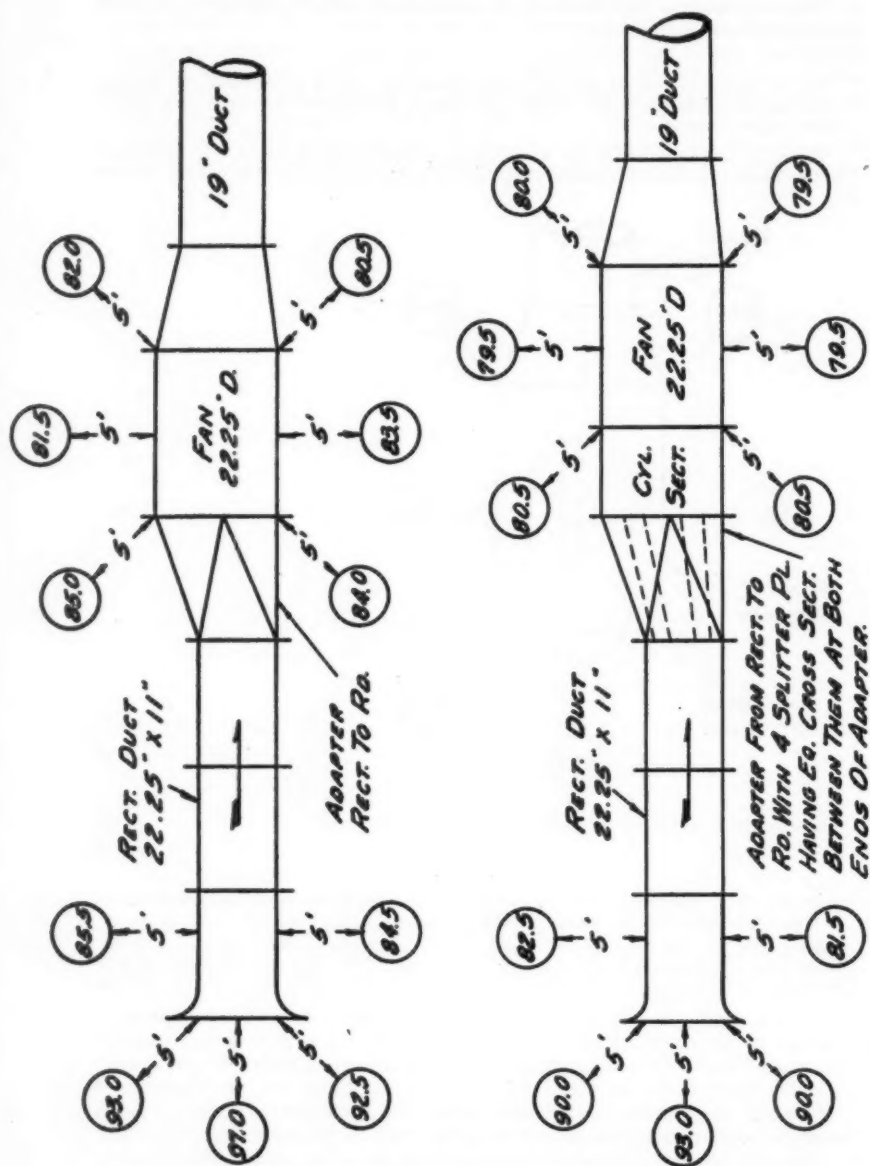 93.0
5'
97.0
5'
92.5
5'
85.5
5'
84.5
5'
RECT. DUCT
22.25" X 11"
ADAPTER
RECT. TO RD.
85.0
5'
84.0
5'
81.5
5'
FAN
22.25" D.
83.5
5'
82.0
5'
80.5
5'
19" DUCT
90.0
5'
93.0
5'
90.0
5'
82.5
5'
81.5
5'
RECT. DUCT
22.25" X 11"
ADAPTER FROM RECT. TO
RD. WITH 4 SPLITTER PL.
HAVING EQ. CROSS SECT.
BETWEEN THEM AT BOTH
ENDS OF ADAPTER.
CYL.
SECT.
80.5
5'
80.5
5'
79.5
5'
FAN
22.25" D
79.5
5'
80.0
5'
79.5
5'
19" DUCT